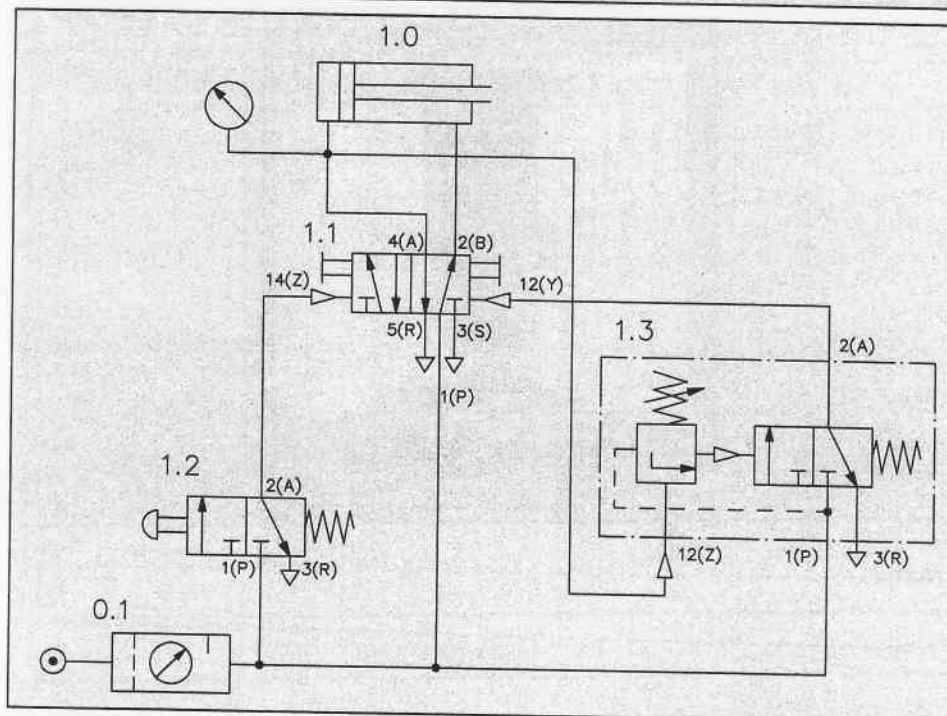 1.0
1.1
4(A)
2(B)
14(Z)
12(Y)
5(R)
3(S)
1(P)
1.3
2(A)
1.2
2(A)
1(P)
3(R)
12(Z)
1(P)
3(R)
0.1